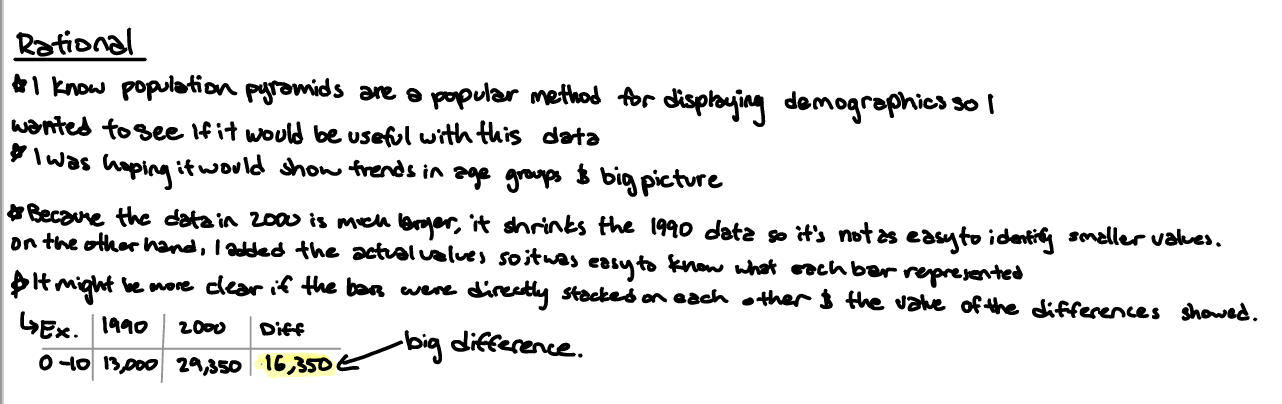 Rational
* I know population pyramids are a popular method for displaying demographics so I
wanted to see if it would be useful with this data
* I was hoping it would show trends in age groups & big picture
* Because the data in 2000 is much larger, it shrinks the 1990 data so it's not as easy to identify smaller values.
on the other hand, I added the actual values so it was easy to know what each bar represented
* It might be more clear if the bars were directly stacked on each other & the value of the differences showed.
↳ Ex. 1990 2000 Diff
0-10 13,000 29,350 16,350 ← big difference.